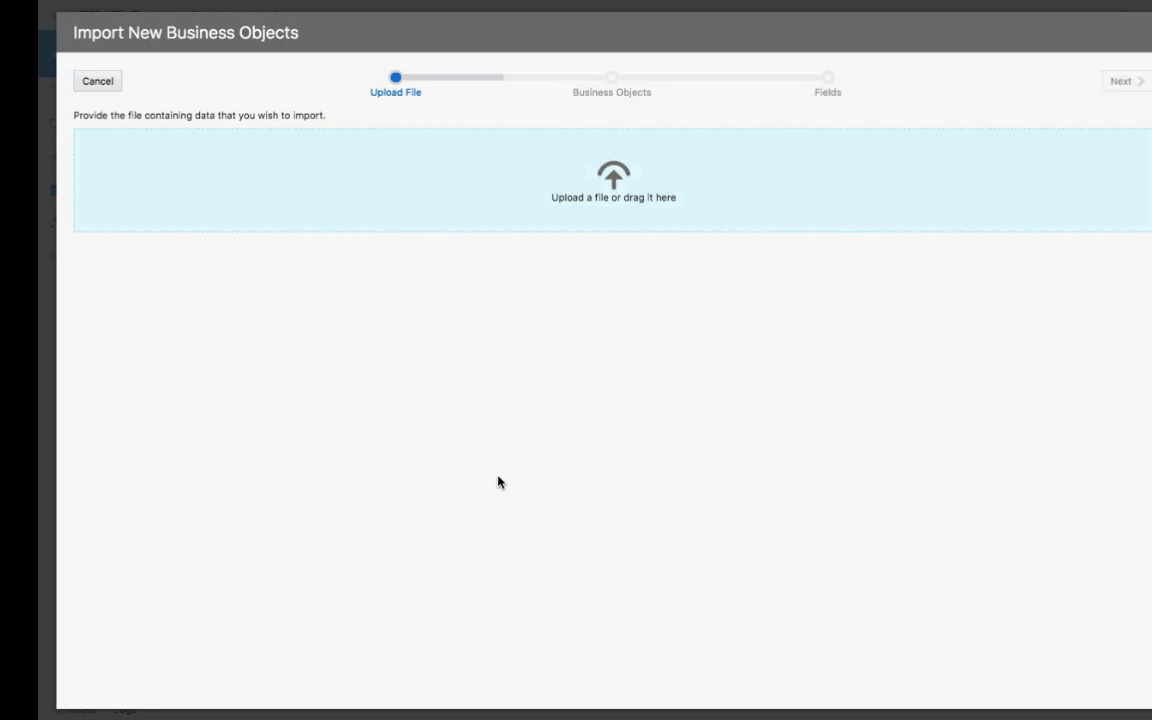 Import New Business Objects
Cancel
Upload File
Business Objects
Fields
Next
Provide the file containing data that you wish to import.
Upload a file or drag it here